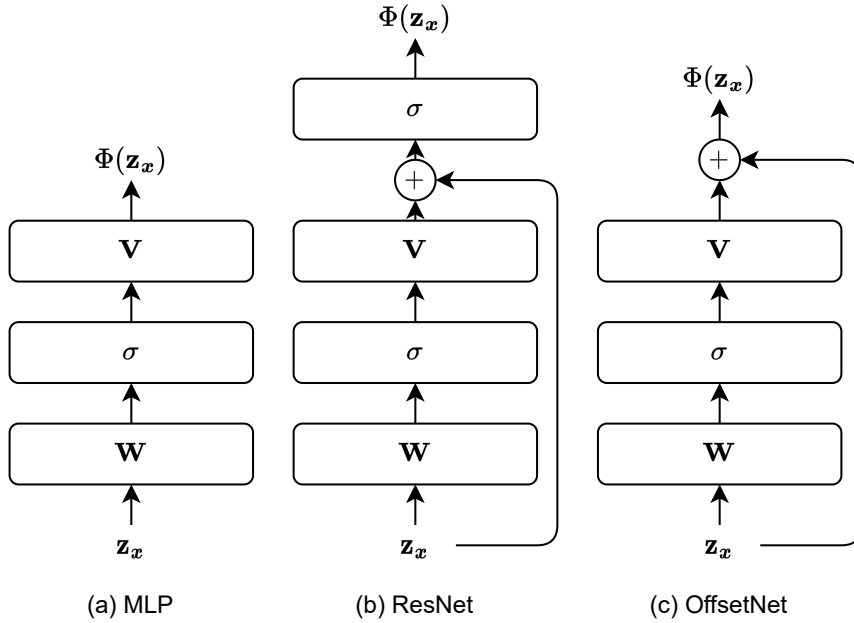 Φ(z_x)
V
σ
W
z_x
(a) MLP
Φ(z_x)
σ
+
V
σ
W
z_x
(b) ResNet
Φ(z_x)
+
V
σ
W
z_x
(c) OffsetNet